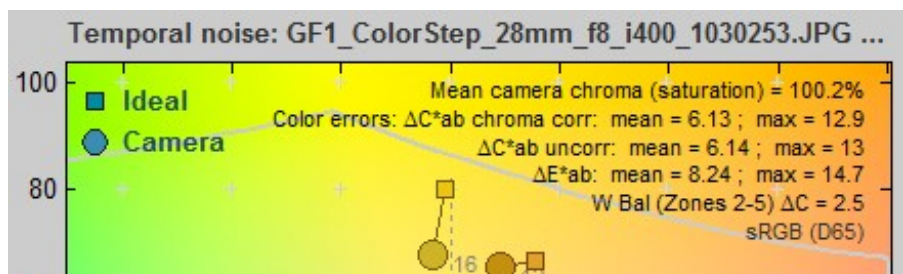 Temporal noise: GF1_ColorStep_28mm_f8_i400_1030253.JPG ...
100
Ideal
Camera
80
Mean camera chroma (saturation) = 100.2%
Color errors: ΔC*ab chroma corr: mean = 6.13 ; max = 12.9
ΔC*ab uncorr: mean = 6.14 ; max = 13
ΔE*ab: mean = 8.24 ; max = 14.7
W Bal (Zones 2-5) ΔC = 2.5
sRGB (D65)
16